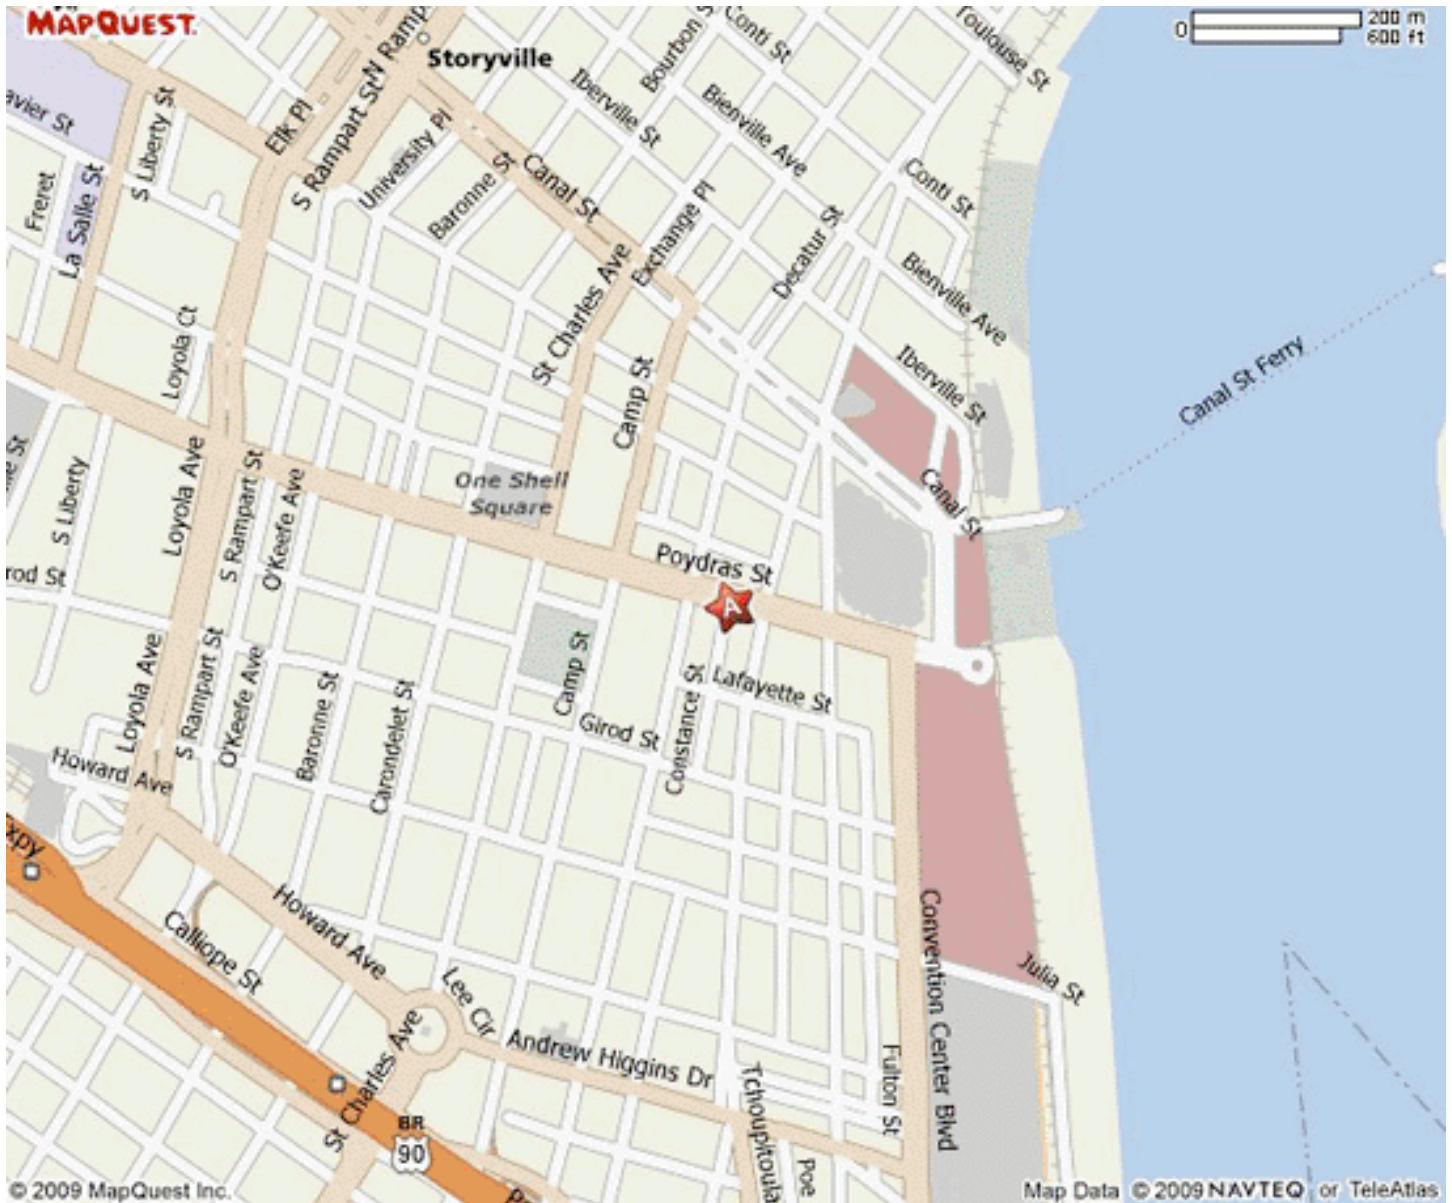 MAPQUEST.
200 m
0
600 ft
Storyville
N Ramp
Bourbon S
Conti St
Toulouse St
avier St
S Liberty St
Elk Pl
S Rampart St
University Pl
Iberville St
Bienville Ave
Conti St
Freret
La Salle St
Baronne St
Canal St
Exchange Pl
Decatur St
Bienville Ave
Loyola Ct
St Charles Ave
Camp St
Iberville St
Canal St Ferry
S Liberty
Loyola Ave
S Rampart St
O'Keefe Ave
One Shell
Square
Canal St
Poydras St
A
rod St
Loyola Ave
S Rampart St
O'Keefe Ave
Baronne St
Carondelet St
Camp St
Girod St
Constance St
Lafayette St
Howard Ave
xpy
Calliope St
Howard Ave
Lee Cir
St Charles Ave
Andrew Higgins Dr
Tchoupitoula
Poe
Fulton St
Convention Center Blvd
Julia St
BR
90
© 2009 MapQuest Inc.
Map Data © 2009 NAVTEQ or TeleAtlas